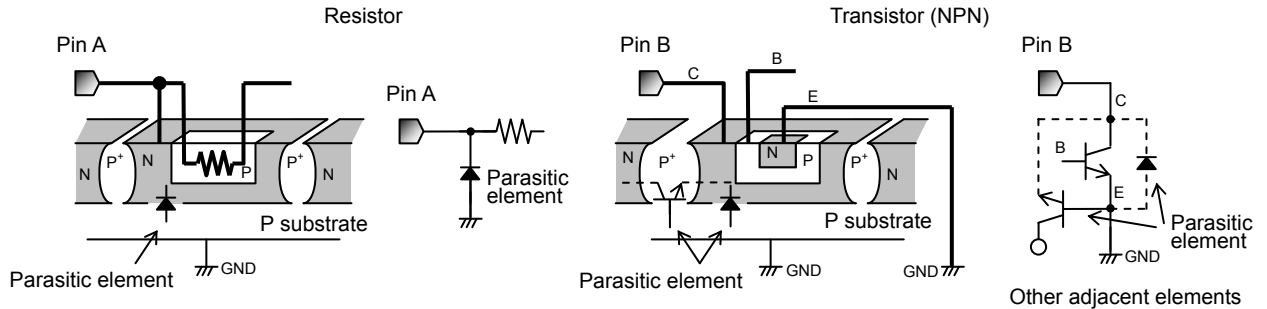 Resistor
Transistor (NPN)
Pin A
Pin B
Pin B
C
B
E
C
Pin A
N
P+
N
P
P+
N
Parasitic
element
N
P+
N
P
P+
N
B
E
P substrate
P substrate
Parasitic
element
Parasitic element
GND
Parasitic element
GND
GND
GND
Other adjacent elements